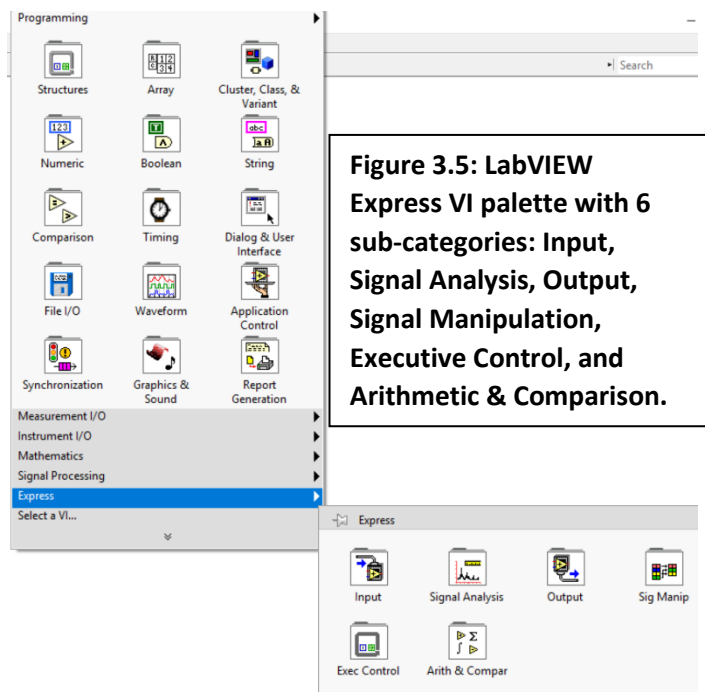 Programming
Search
Structures
Array
Cluster, Class, &
Variant
Numeric
Boolean
String
Comparison
Timing
Dialog & User
Interface
File I/O
Waveform
Application
Control
Synchronization
Graphics &
Sound
Report
Generation
Measurement I/O
Instrument I/O
Mathematics
Signal Processing
Express
Select a VI...
Figure 3.5: LabVIEW
Express VI palette with 6
sub-categories: Input,
Signal Analysis, Output,
Signal Manipulation,
Executive Control, and
Arithmetic & Comparison.
Express
Input
Signal Analysis
Output
Sig Manip
Exec Control
Arith & Compar